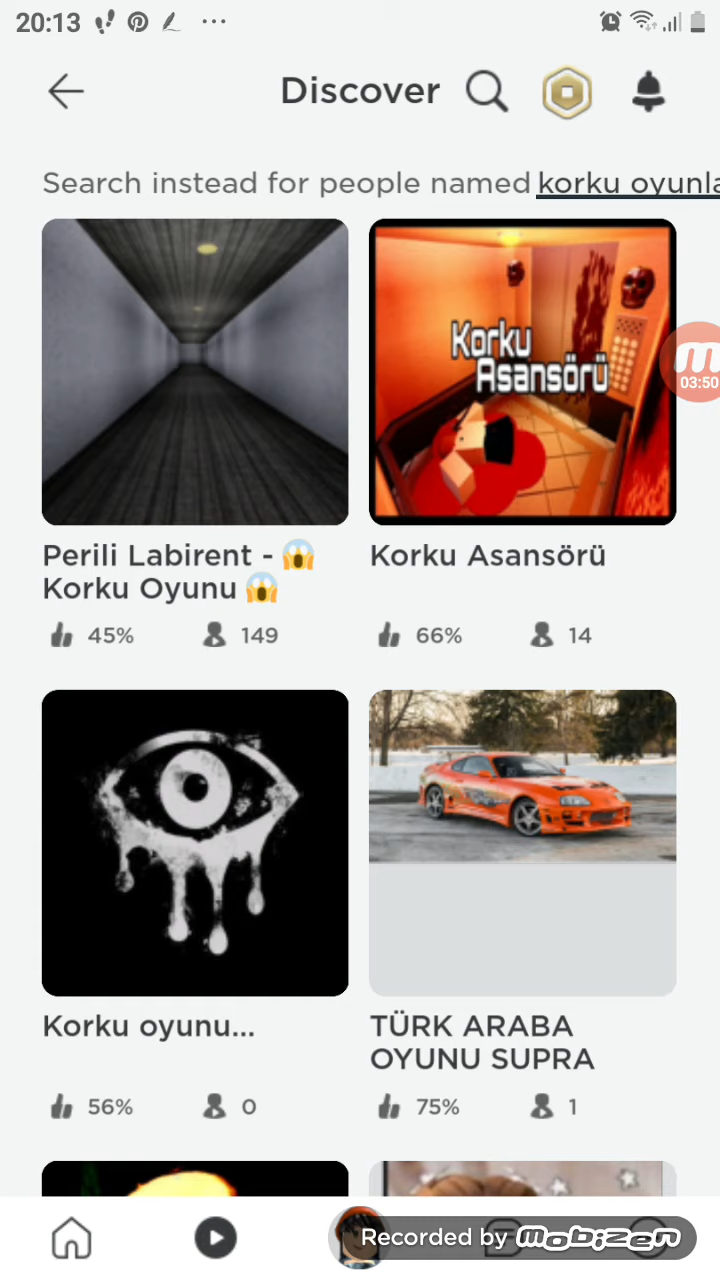 20:13
Discover
Search instead for people named korku oyunla
Korku
Asansörü
03:50
Perili Labirent - 😱
Korku Oyunu 😱
45% 149
Korku Asansörü
66% 14
Korku oyunu...
56% 0
TÜRK ARABA
OYUNU SUPRA
75% 1
Recorded by mobizen